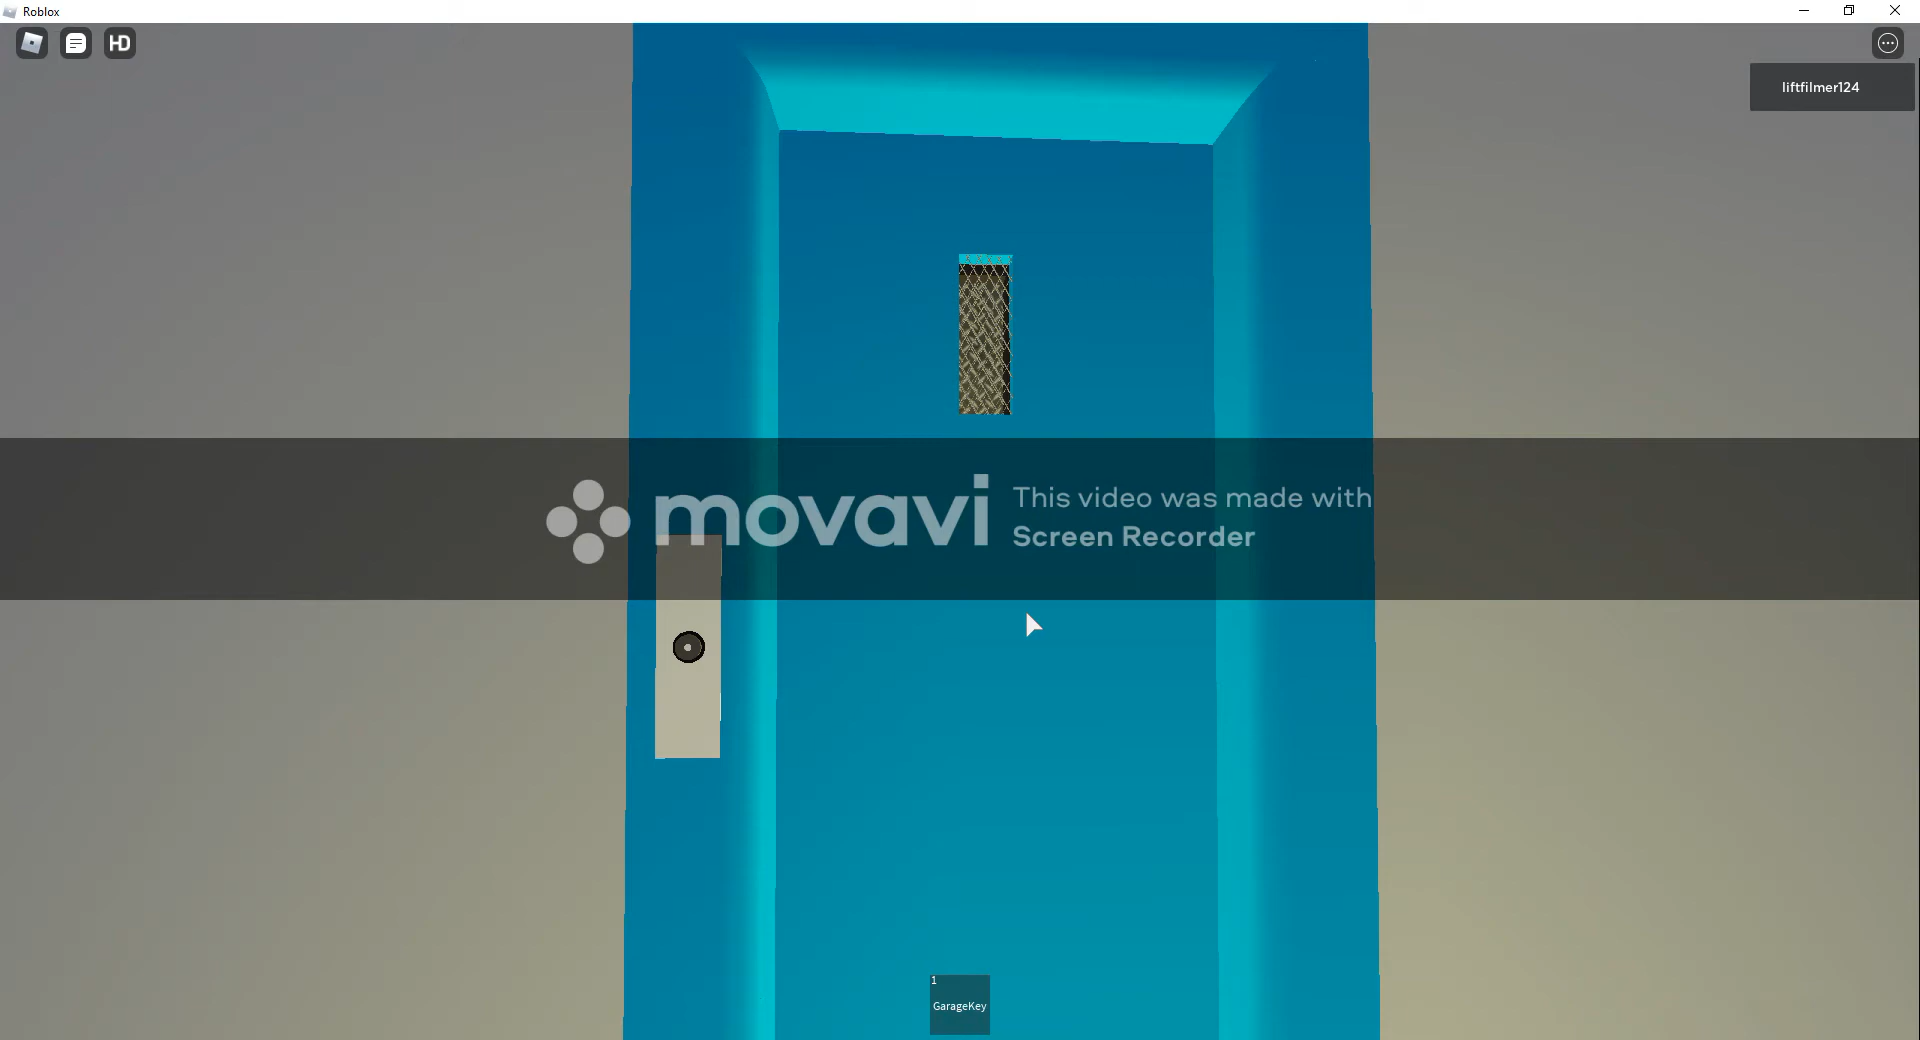 Roblox
HD
liftfilmer124
movavi
This video was made with
Screen Recorder
1
GarageKey